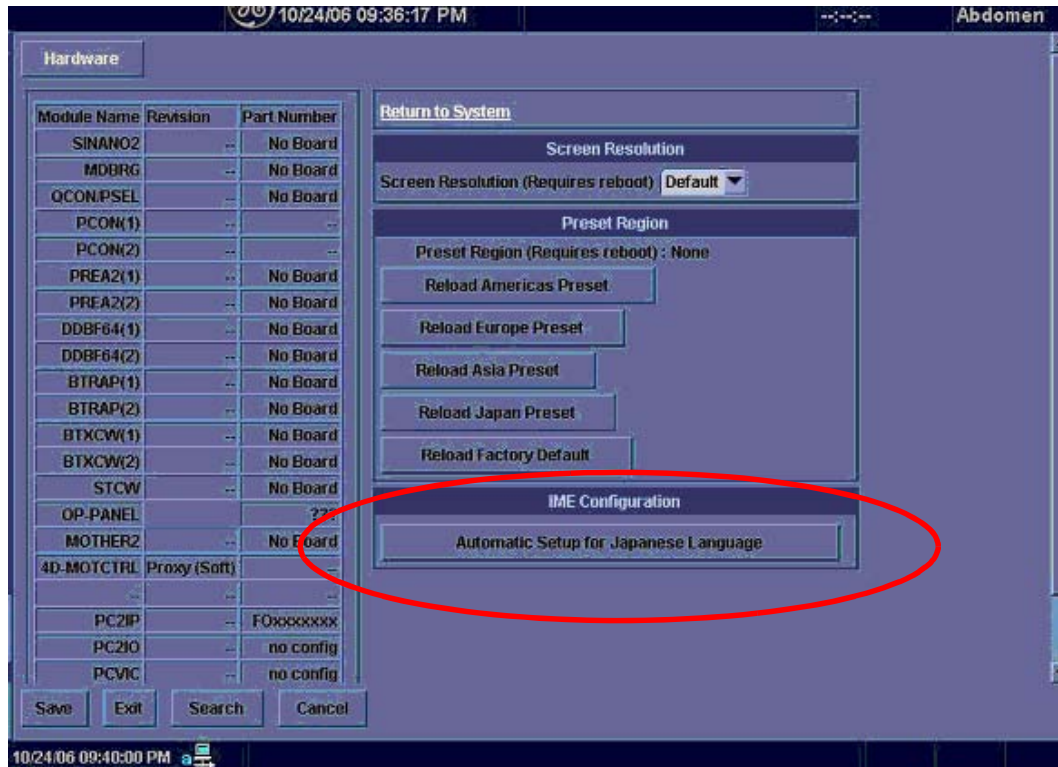 10/24/06 09:36:17 PM --:--:-- Abdomen
Hardware
Module Name Revision Part Number
SINANO2 -- No Board
MDBRG -- No Board
QCON/PSEL -- No Board
PCON(1) -- --
PCON(2) -- --
PREA2(1) -- No Board
PREA2(2) -- No Board
DDBF64(1) -- No Board
DDBF64(2) -- No Board
BTRAP(1) -- No Board
BTRAP(2) -- No Board
BTXCW(1) -- No Board
BTXCW(2) -- No Board
STCW -- No Board
OP-PANEL ???
MOTHER2 -- No Board
4D-MOTCTRL Proxy (Soft) --
-- -- --
PC2IP -- FOxxxxxxx
PC2IO -- no config
PCVIC -- no config
Return to System
Screen Resolution
Screen Resolution (Requires reboot) Default
Preset Region
Preset Region (Requires reboot) : None
Reload Americas Preset
Reload Europe Preset
Reload Asia Preset
Reload Japan Preset
Reload Factory Default
IME Configuration
Automatic Setup for Japanese Language
Save Exit Search Cancel
10/24/06 09:40:00 PM a